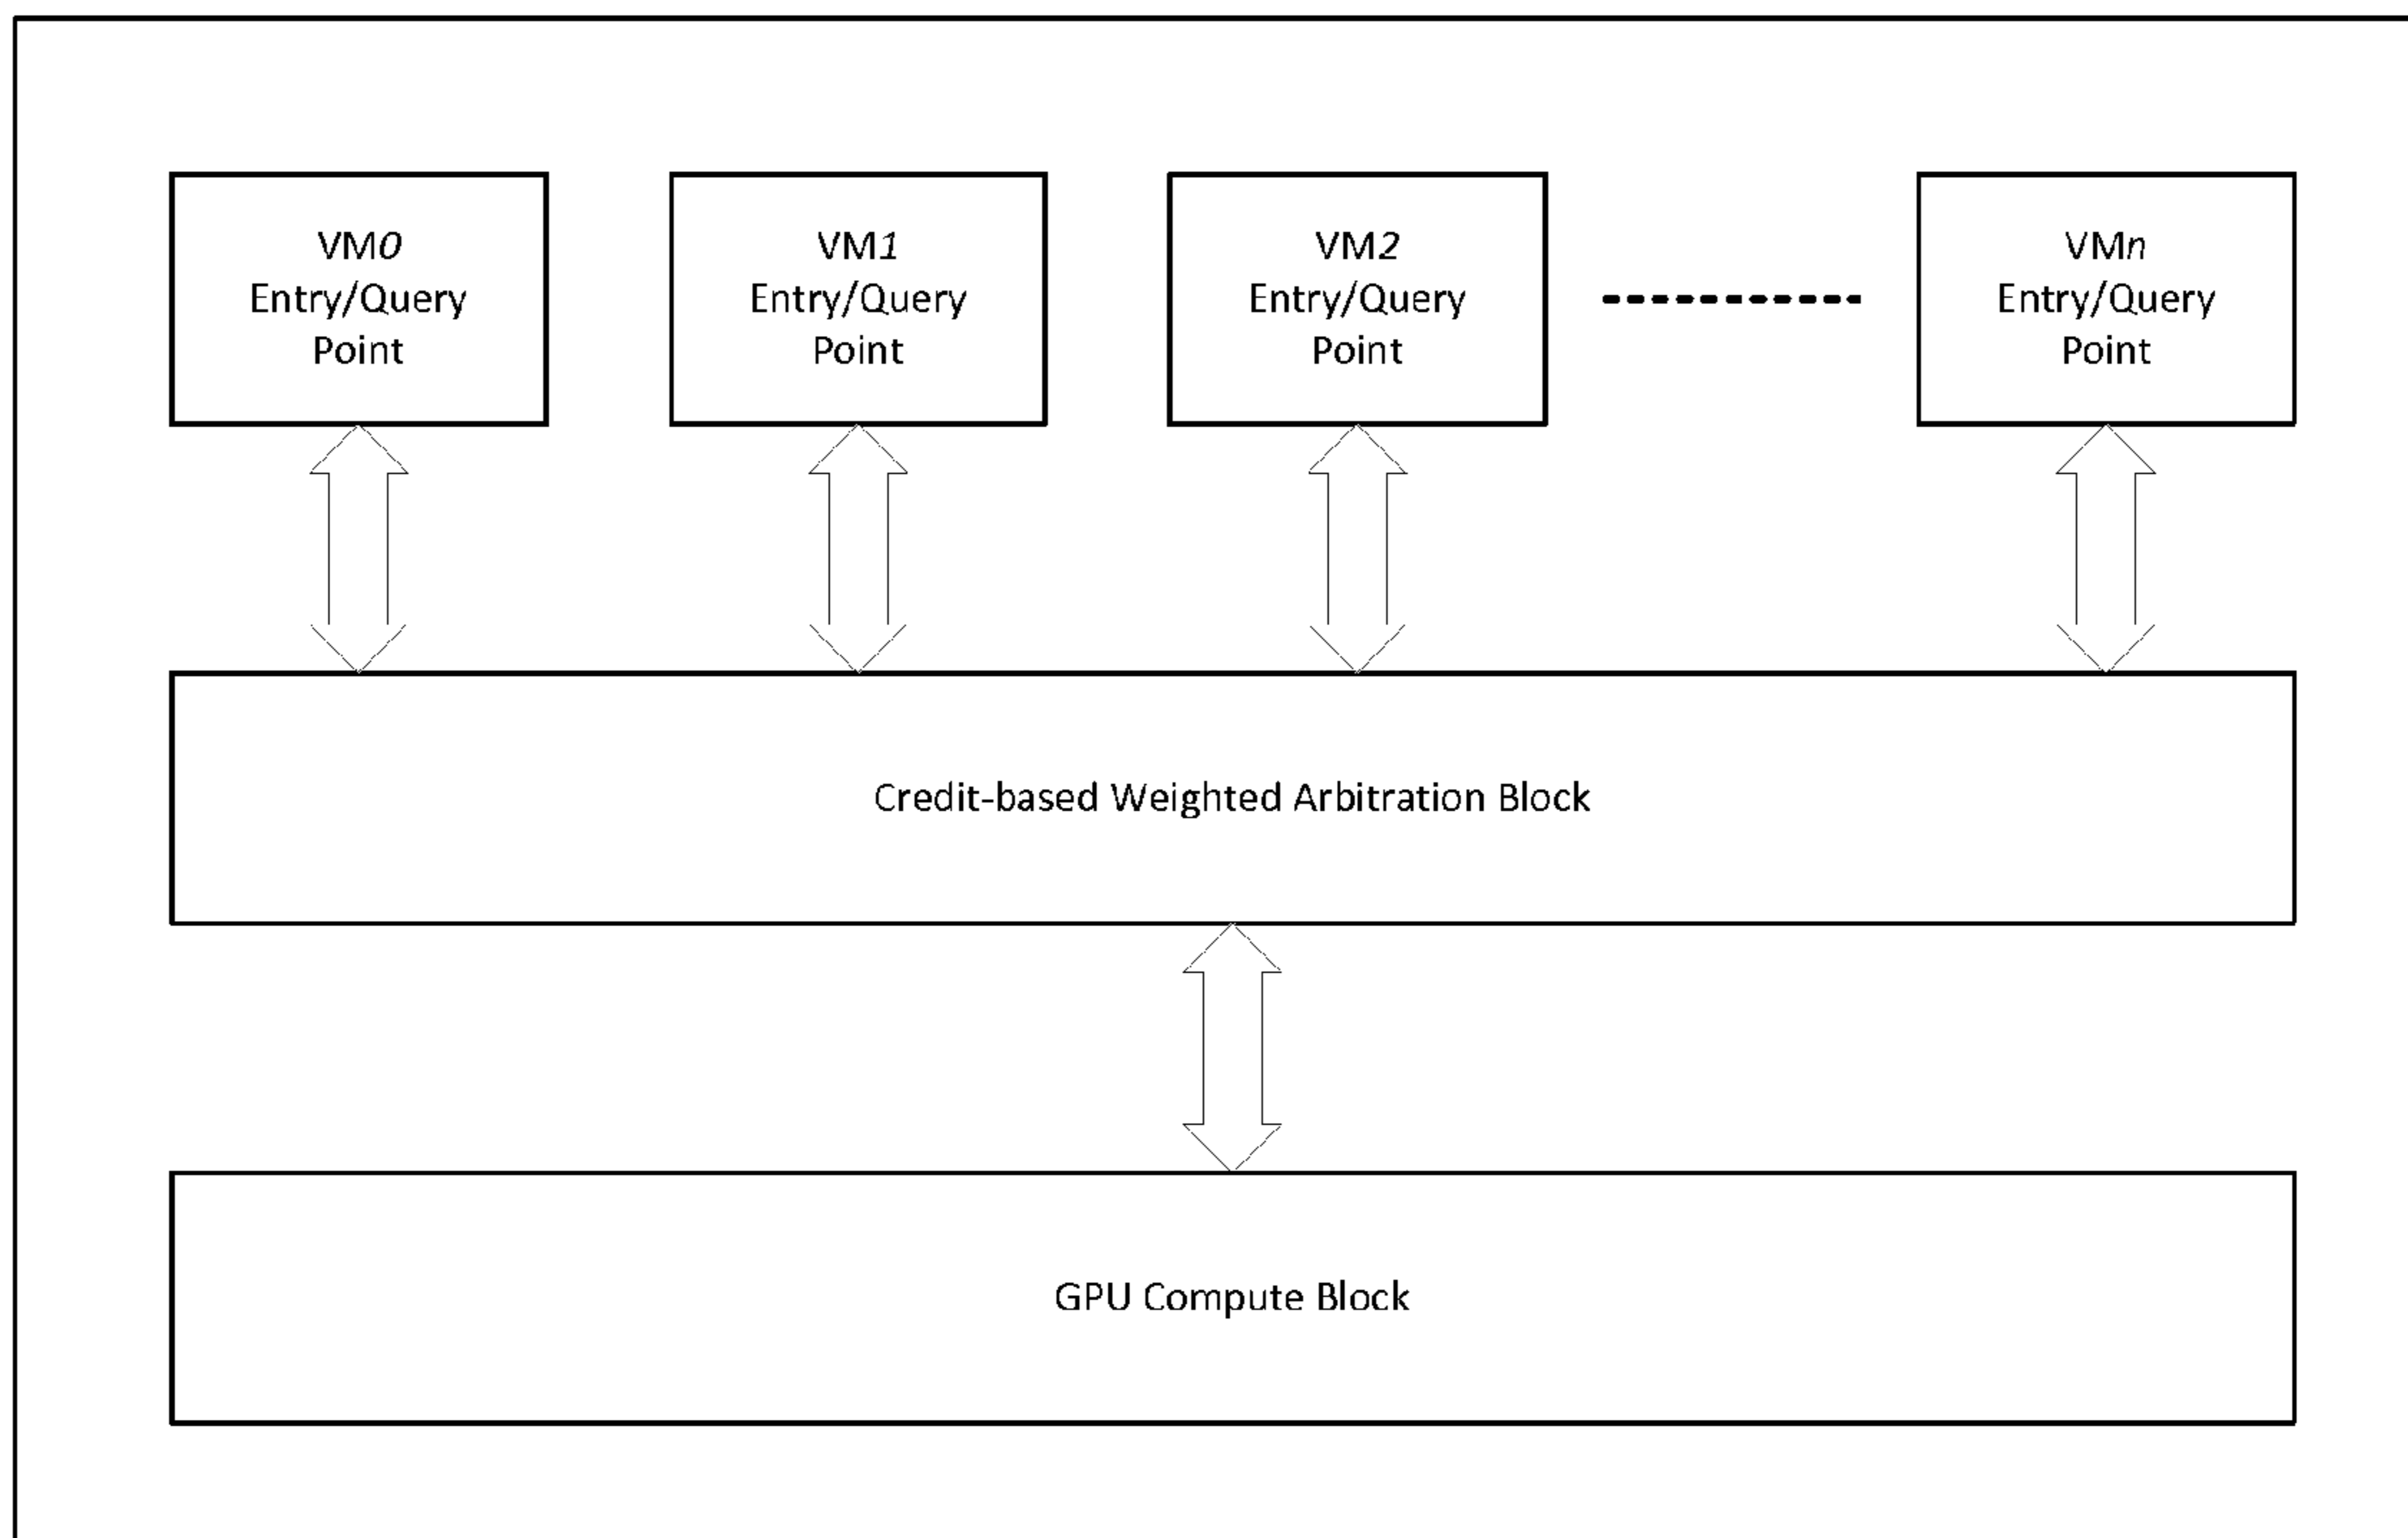 VM0
Entry/Query
Point
VM1
Entry/Query
Point
VM2
Entry/Query
Point
VMn
Entry/Query
Point
Credit-based Weighted Arbitration Block
GPU Compute Block